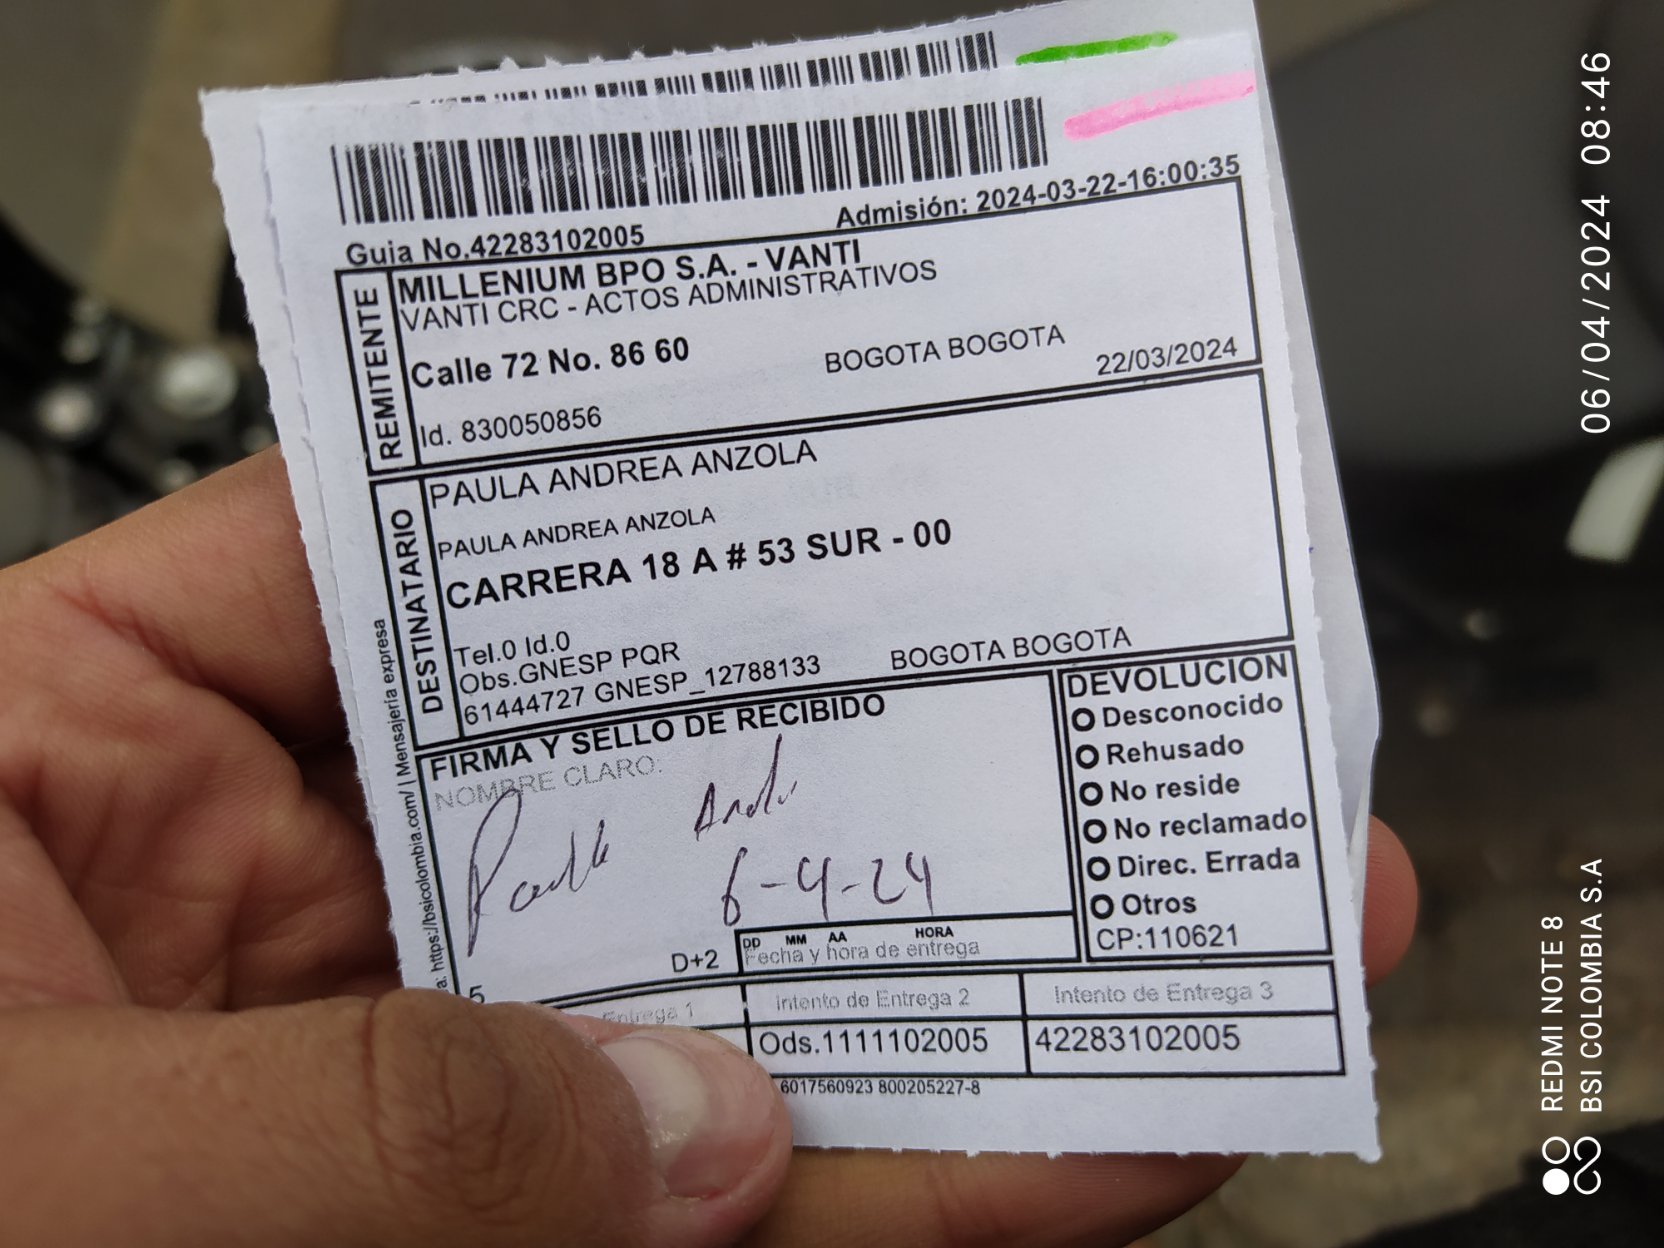 Guia No.42283102005
Admisión: 2024-03-22-16:00:35
REMITENTE
MILLENIUM BPO S.A. - VANTI
VANTI CRC - ACTOS ADMINISTRATIVOS
Calle 72 No. 86 60
BOGOTA BOGOTA
22/03/2024
Id. 830050856
DESTINATARIO
PAULA ANDREA ANZOLA
PAULA ANDREA ANZOLA
CARRERA 18 A # 53 SUR - 00
Tel.0 Id.0
Obs.GNESP PQR
61444727 GNESP_12788133
BOGOTA BOGOTA
FIRMA Y SELLO DE RECIBIDO
NOMBRE CLARO:
6-4-24
D+2
DD MM AA HORA
Fecha y hora de entrega
DEVOLUCION
Desconocido
Rehusado
No reside
No reclamado
Direc. Errada
Otros
CP:110621
5
Entrega 1
Intento de Entrega 2
Intento de Entrega 3
Ods.1111102005
42283102005
6017560923 800205227-8
a: https://bsicolombia.com/ | Mensajería expresa
06/04/2024 08:46
REDMI NOTE 8
BSI COLOMBIA S.A